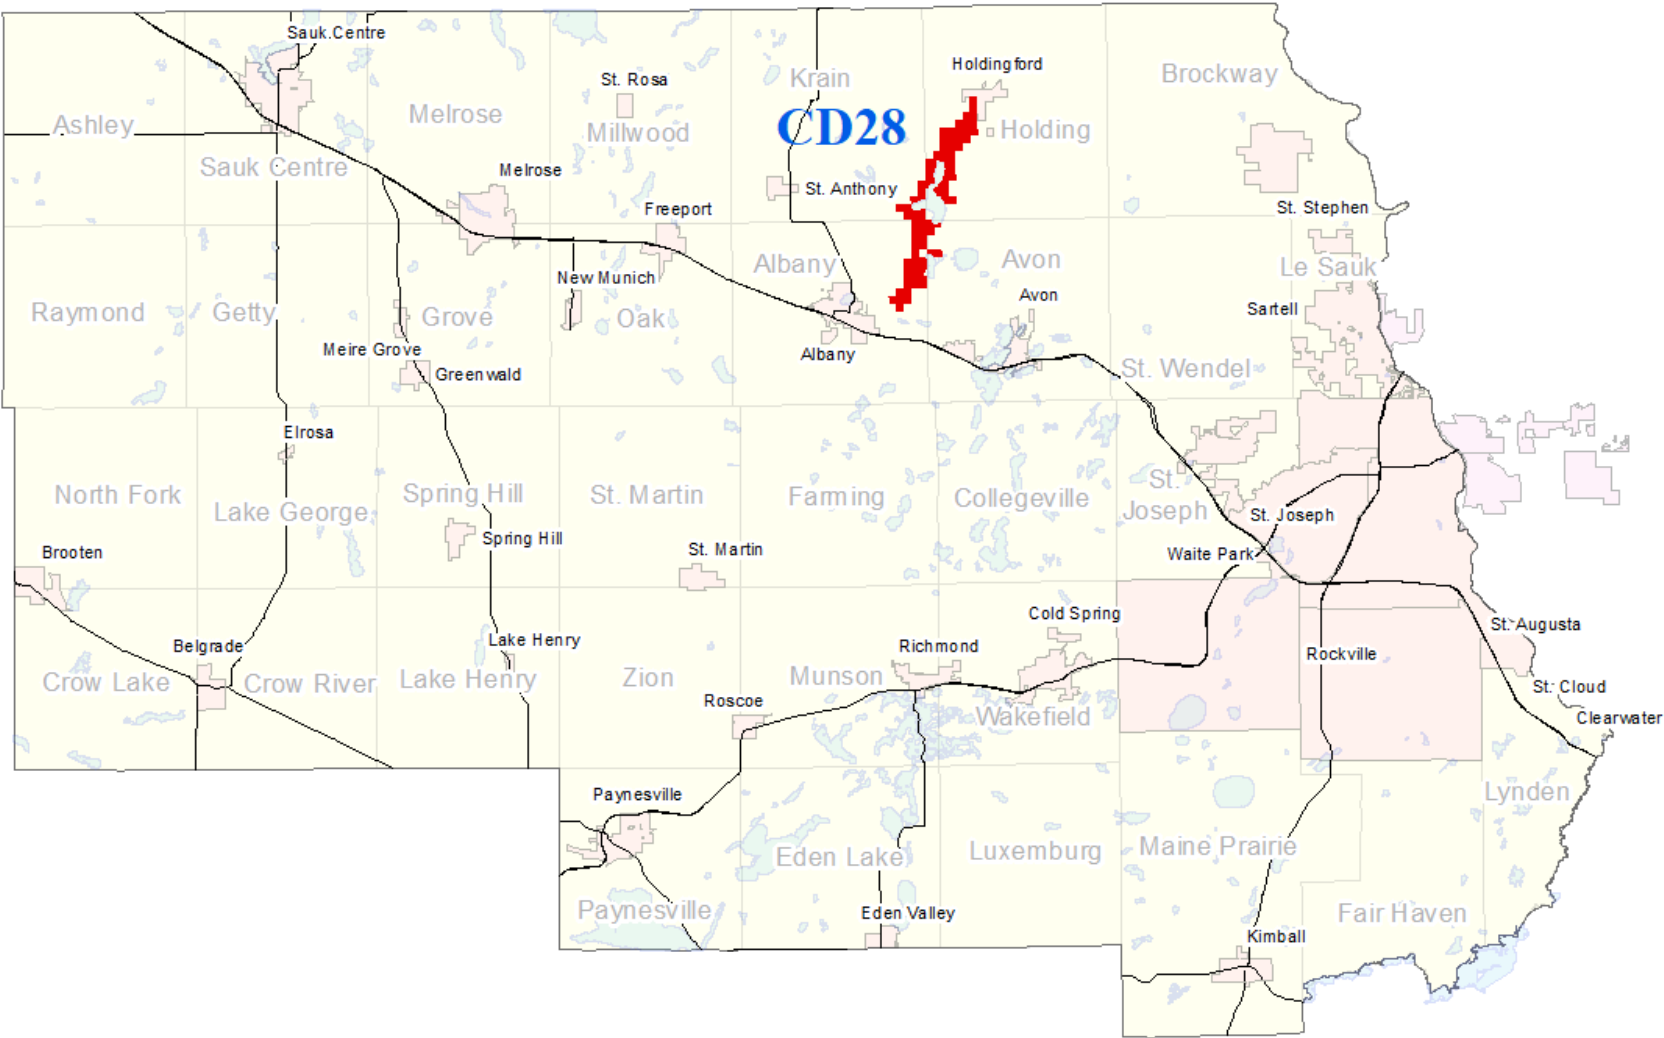 Sauk Centre
Holdingford
Brockway
St. Rosa
Krain
Melrose
Ashley
CD28
Millwood
Holding
Sauk Centre
Melrose
St. Anthony
Freeport
St. Stephen
Albany
Avon
Le Sauk
New Munich
Avon
Raymond
Getty
Grove
Oak
Sartell
Meire Grove
Albany
Greenwald
St. Wendel
Elrosa
North Fork
Spring Hill
St. Martin
Farming
Collegeville
St.
Joseph
Lake George
St. Joseph
Spring Hill
Brooten
St. Martin
Waite Park
Cold Spring
St. Augusta
Belgrade
Lake Henry
Richmond
Rockville
Crow Lake
Crow River
Lake Henry
Zion
Munson
St. Cloud
Roscoe
Wakefield
Clearwater
Paynesville
Lynden
Eden Lake
Luxemburg
Maine Prairie
Paynesville
Eden Valley
Fair Haven
Kimball